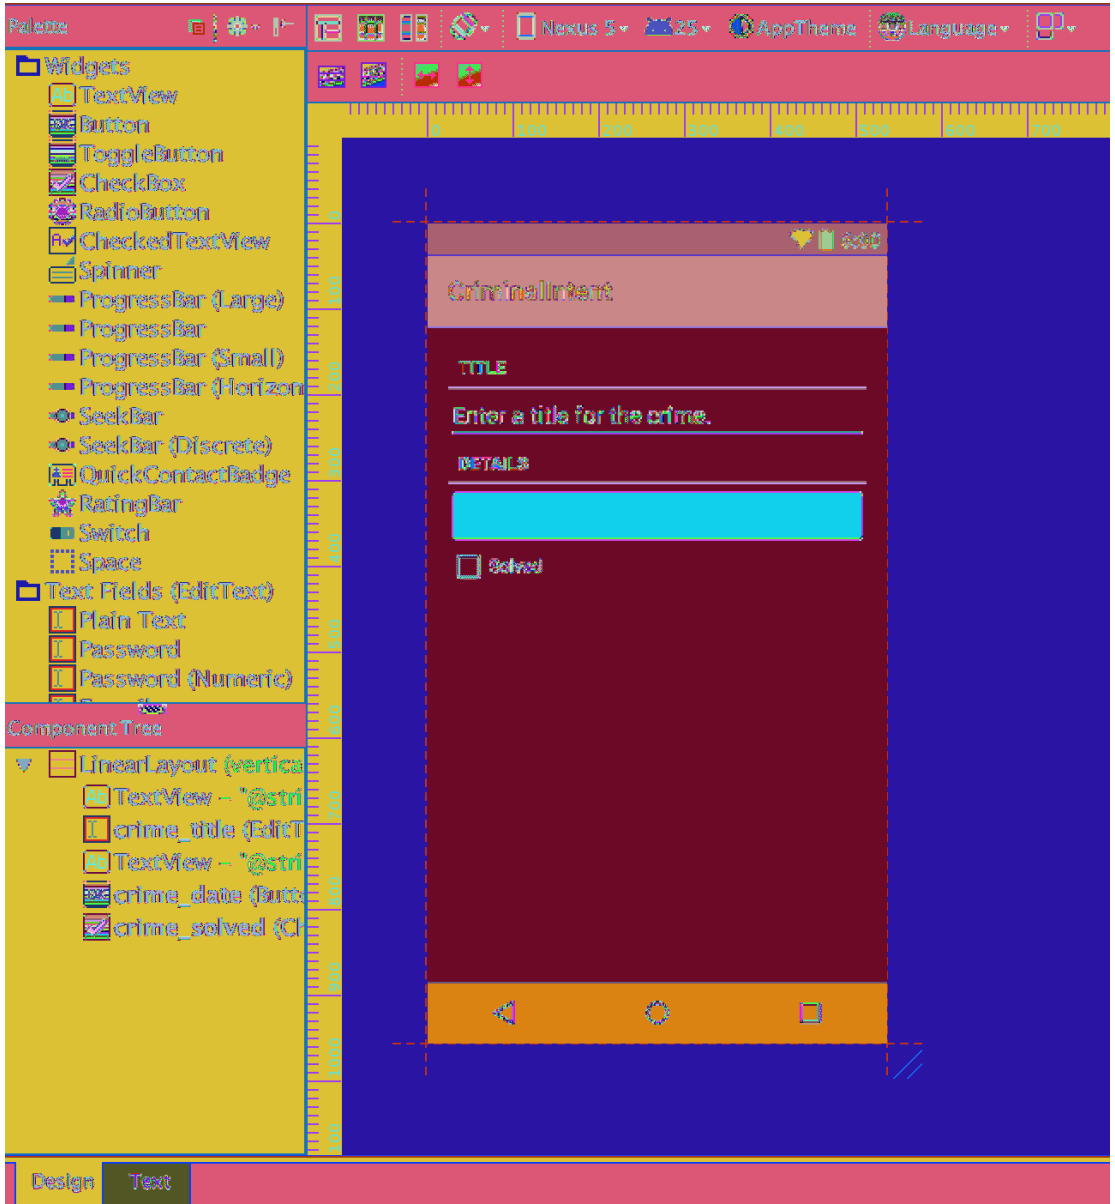 Palette
Nexus 5 25 AppTheme Language
Widgets
TextView
Button
ToggleButton
CheckBox
RadioButton
CheckedTextView
Spinner
ProgressBar (Large)
ProgressBar
ProgressBar (Small)
ProgressBar (Horizon
SeekBar
SeekBar (Discrete)
QuickContactBadge
RatingBar
Switch
Space
Text Fields (EditText)
Plain Text
Password
Password (Numeric)
Component Tree
LinearLayout (vertica
Ab TextView – "@stri
crime_title (EditT
Ab TextView – "@stri
crime_date (Butt
crime_solved (Ch
0 100 200 300 400 500 600 700
CriminalIntent
TITLE
Enter a title for the crime.
DETAILS
Solved
Design Text